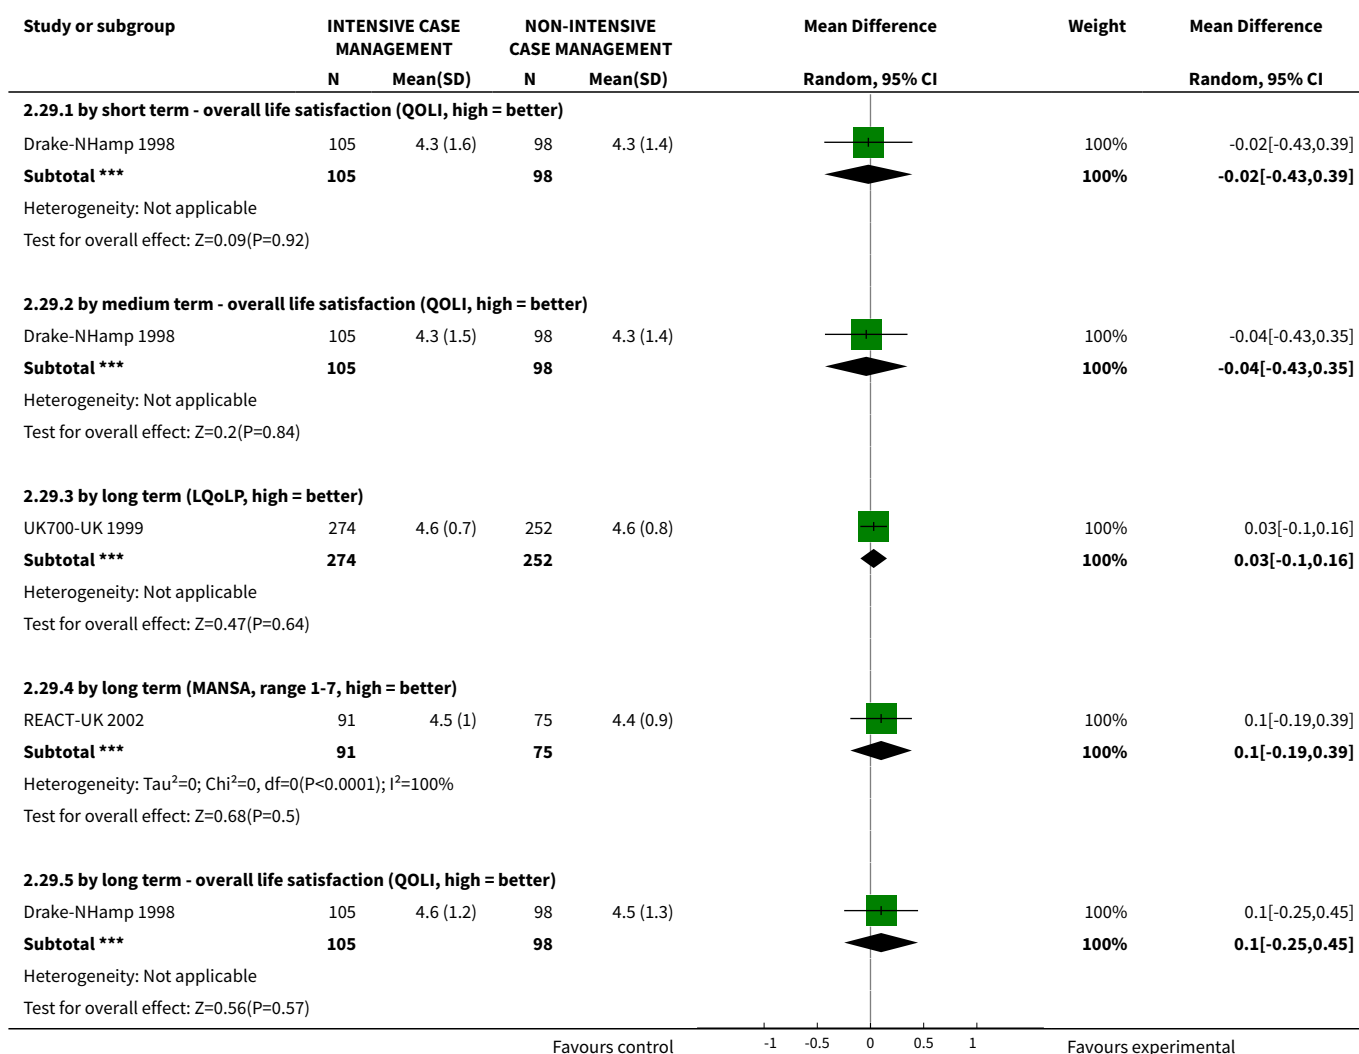 Study or subgroup INTENSIVE CASE MANAGEMENT NON-INTENSIVE CASE MANAGEMENT Mean Difference Weight Mean Difference
N Mean(SD) N Mean(SD) Random, 95% CI Random, 95% CI
2.29.1 by short term - overall life satisfaction (QOLI, high = better)
Drake-NHamp 1998 105 4.3 (1.6) 98 4.3 (1.4) 100% -0.02[-0.43,0.39]
Subtotal *** 105 98 100% -0.02[-0.43,0.39]
Heterogeneity: Not applicable
Test for overall effect: Z=0.09(P=0.92)
2.29.2 by medium term - overall life satisfaction (QOLI, high = better)
Drake-NHamp 1998 105 4.3 (1.5) 98 4.3 (1.4) 100% -0.04[-0.43,0.35]
Subtotal *** 105 98 100% -0.04[-0.43,0.35]
Heterogeneity: Not applicable
Test for overall effect: Z=0.2(P=0.84)
2.29.3 by long term (LQoLP, high = better)
UK700-UK 1999 274 4.6 (0.7) 252 4.6 (0.8) 100% 0.03[-0.1,0.16]
Subtotal *** 274 252 100% 0.03[-0.1,0.16]
Heterogeneity: Not applicable
Test for overall effect: Z=0.47(P=0.64)
2.29.4 by long term (MANSA, range 1-7, high = better)
REACT-UK 2002 91 4.5 (1) 75 4.4 (0.9) 100% 0.1[-0.19,0.39]
Subtotal *** 91 75 100% 0.1[-0.19,0.39]
Heterogeneity: Tau²=0; Chi²=0, df=0(P<0.0001); I²=100%
Test for overall effect: Z=0.68(P=0.5)
2.29.5 by long term - overall life satisfaction (QOLI, high = better)
Drake-NHamp 1998 105 4.6 (1.2) 98 4.5 (1.3) 100% 0.1[-0.25,0.45]
Subtotal *** 105 98 100% 0.1[-0.25,0.45]
Heterogeneity: Not applicable
Test for overall effect: Z=0.56(P=0.57)
Favours control -1 -0.5 0 0.5 1 Favours experimental